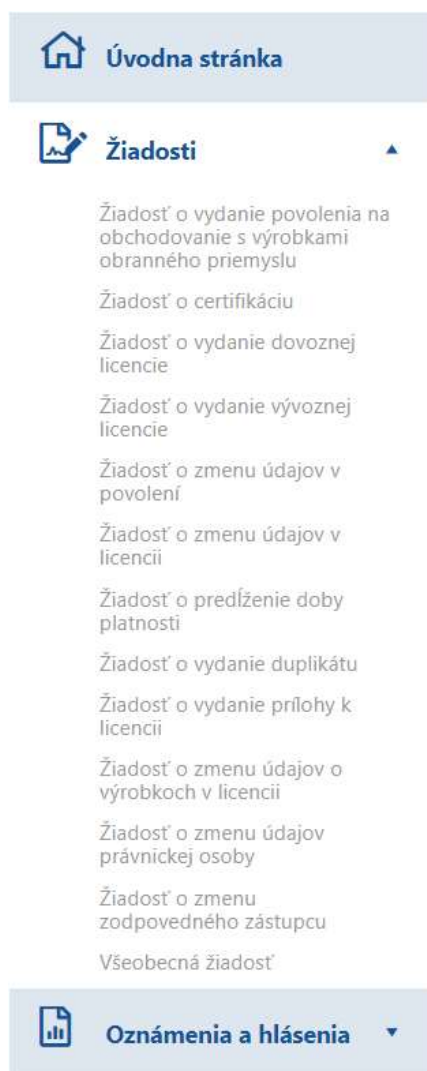 Úvodna stránka
Žiadosti
Žiadosť o vydanie povolenia na
obchodovanie s výrobkami
obranného priemyslu
Žiadosť o certifikáciu
Žiadosť o vydanie dovoznej
licencie
Žiadosť o vydanie vývoznej
licencie
Žiadosť o zmenu údajov v
povolení
Žiadosť o zmenu údajov v
licencii
Žiadosť o predĺženie doby
platnosti
Žiadosť o vydanie duplikátu
Žiadosť o vydanie prílohy k
licencii
Žiadosť o zmenu údajov o
výrobkoch v licencii
Žiadosť o zmenu údajov
právnickej osoby
Žiadosť o zmenu
zodpovedného zástupcu
Všeobecná žiadosť
Oznámenia a hlásenia